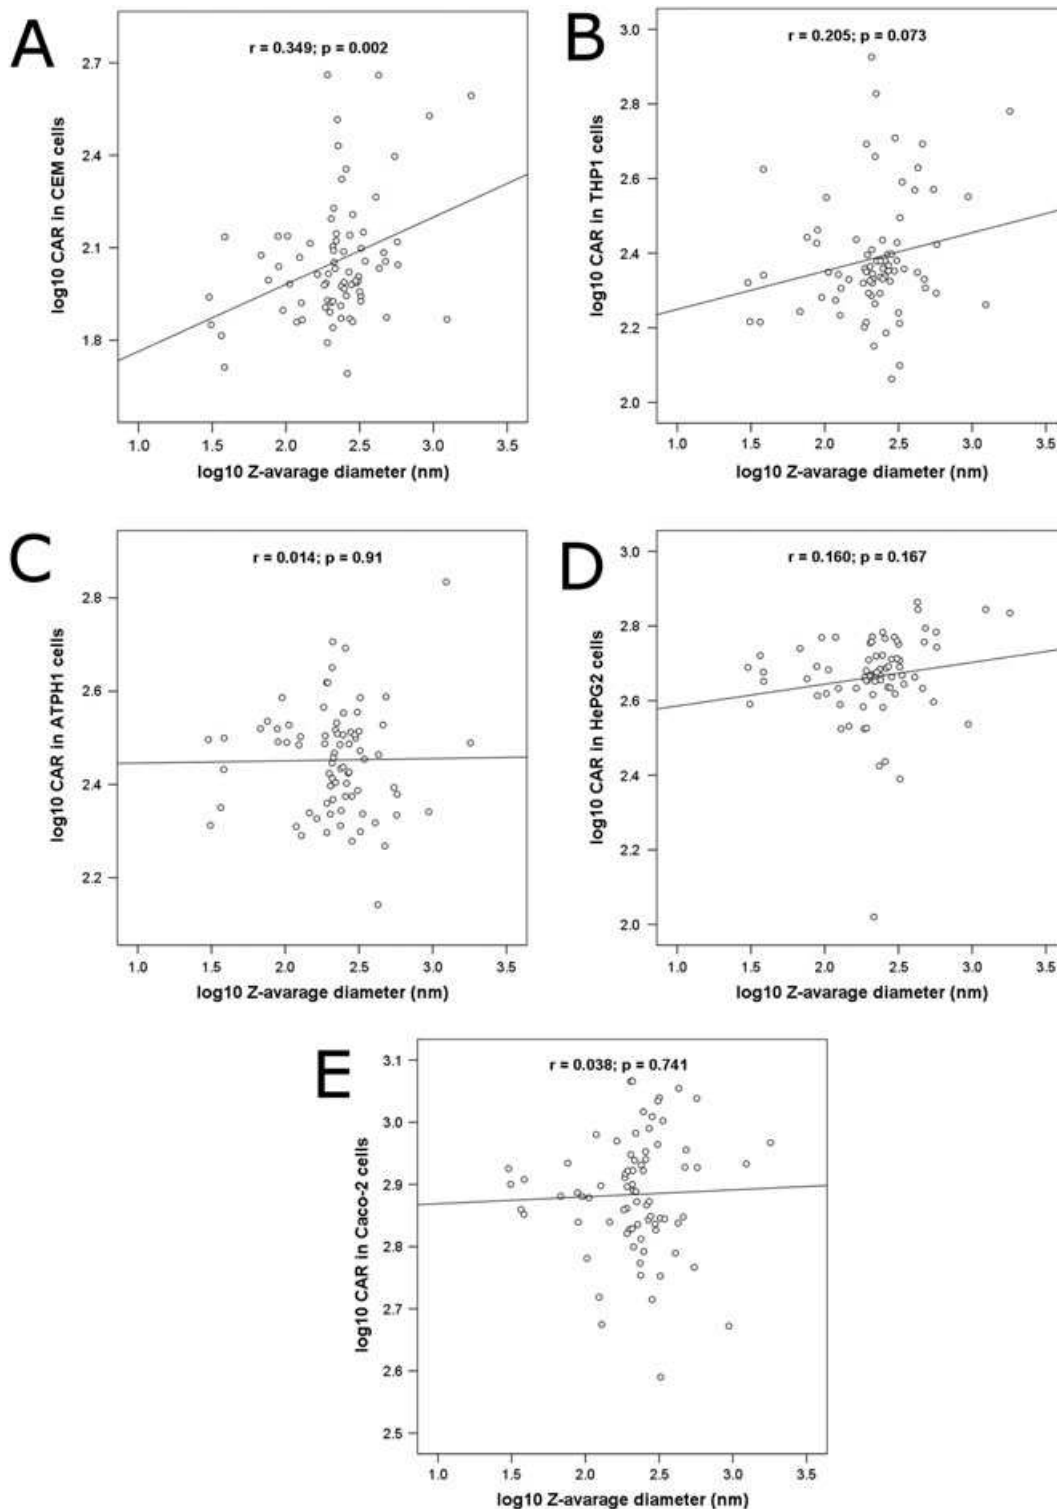 A
r = 0.349; p = 0.002
log10 CAR in CEM cells
2.7
2.4
2.1
1.8
1.0 1.5 2.0 2.5 3.0 3.5
log10 Z-avarage diameter (nm)
B
r = 0.205; p = 0.073
log10 CAR in THP1 cells
3.0
2.8
2.6
2.4
2.2
2.0
1.0 1.5 2.0 2.5 3.0 3.5
log10 Z-avarage diameter (nm)
C
r = 0.014; p = 0.91
log10 CAR in ATPH1 cells
2.8
2.6
2.4
2.2
1.0 1.5 2.0 2.5 3.0 3.5
log10 Z-avarage diameter (nm)
D
r = 0.160; p = 0.167
log10 CAR in HePG2 cells
3.0
2.8
2.6
2.4
2.2
2.0
1.0 1.5 2.0 2.5 3.0 3.5
log10 Z-avarage diameter (nm)
E
r = 0.038; p = 0.741
log10 CAR in Caco-2 cells
3.1
3.0
2.9
2.8
2.7
2.6
2.5
1.0 1.5 2.0 2.5 3.0 3.5
log10 Z-avarage diameter (nm)